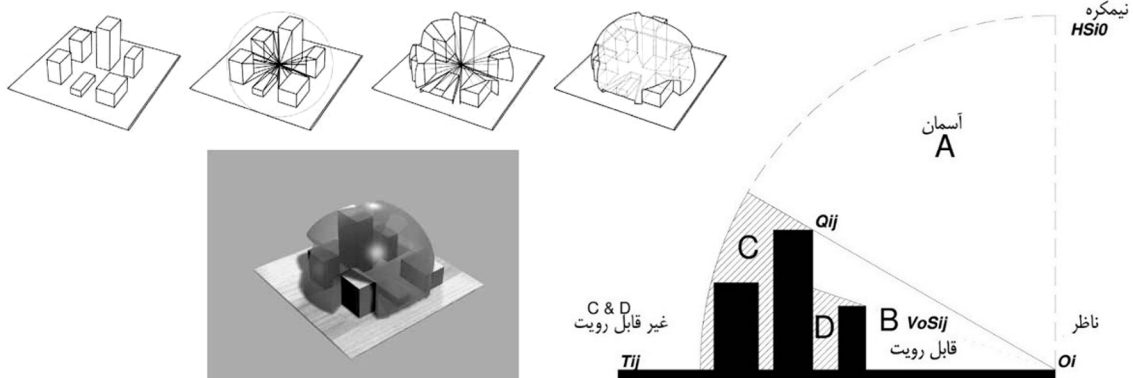 نیمکره
HSi0
آسمان
A
Qij
C
C & D
غیر قابل رویت
D
B VoSij
قابل رویت
ناظر
Tij
Oi